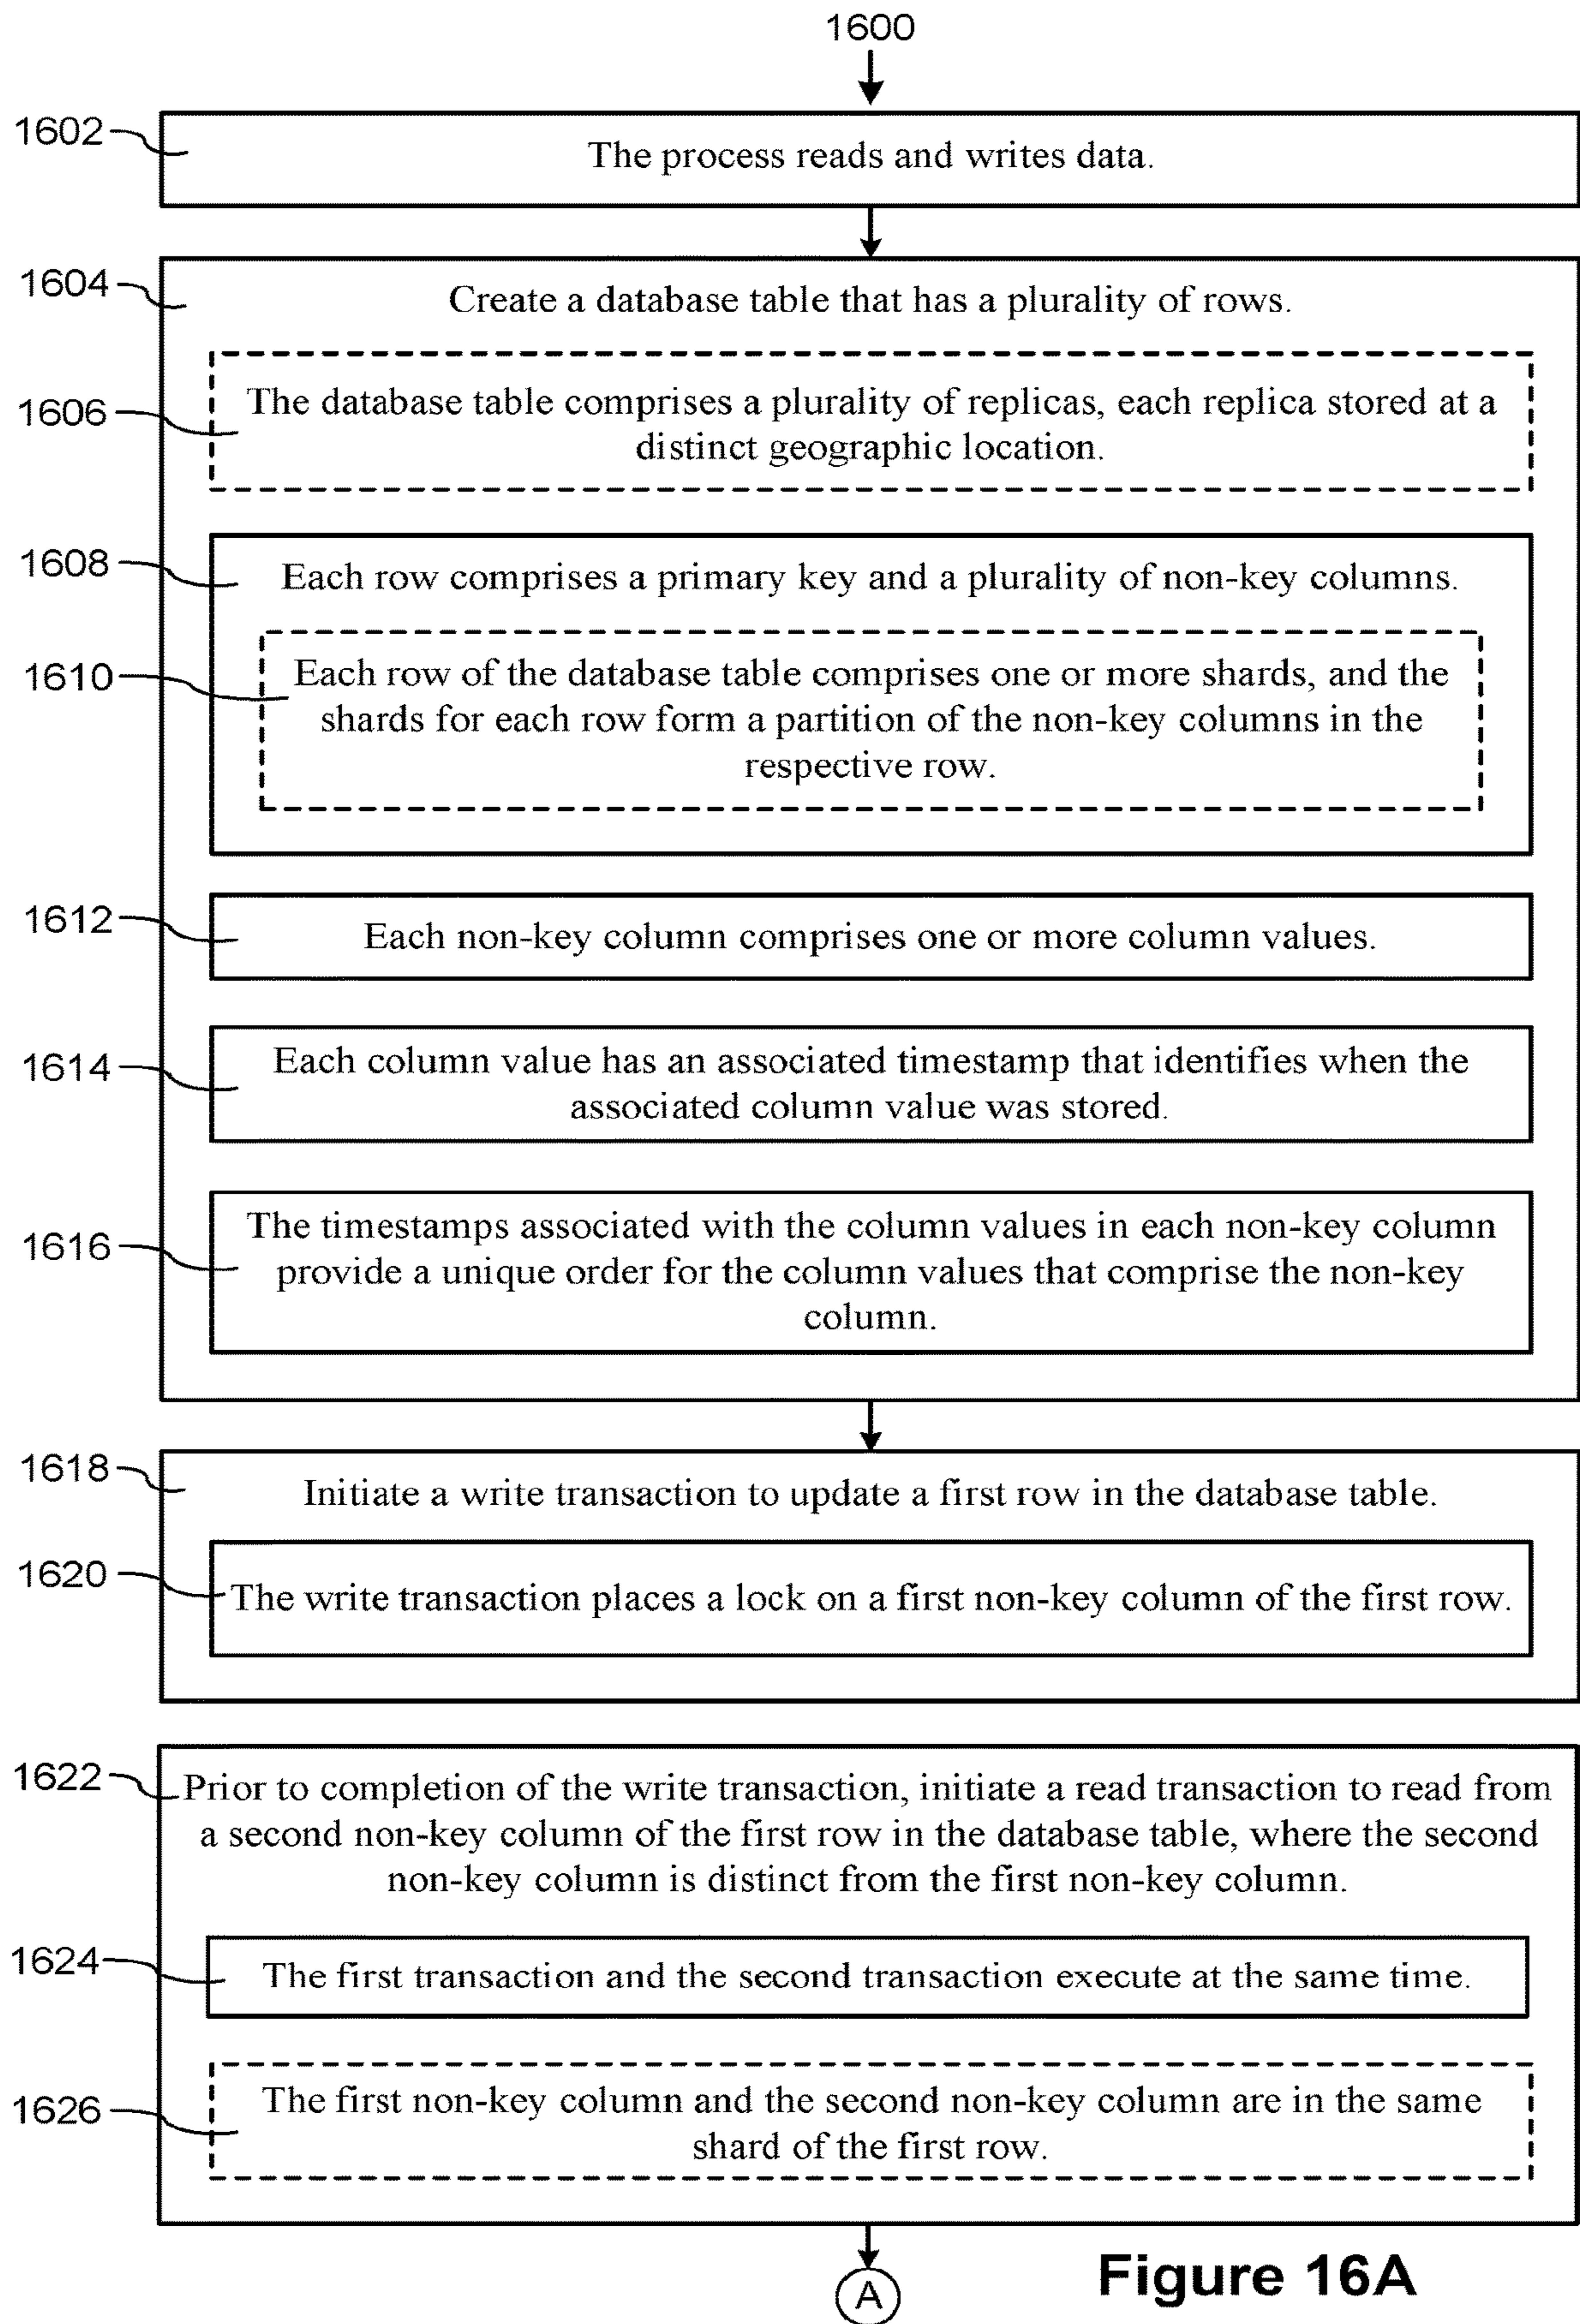 1600
1602
The process reads and writes data.
1604
Create a database table that has a plurality of rows.
1606
The database table comprises a plurality of replicas, each replica stored at a
distinct geographic location.
1608
Each row comprises a primary key and a plurality of non-key columns.
1610
Each row of the database table comprises one or more shards, and the
shards for each row form a partition of the non-key columns in the
respective row.
1612
Each non-key column comprises one or more column values.
1614
Each column value has an associated timestamp that identifies when the
associated column value was stored.
1616
The timestamps associated with the column values in each non-key column
provide a unique order for the column values that comprise the non-key
column.
1618
Initiate a write transaction to update a first row in the database table.
1620
The write transaction places a lock on a first non-key column of the first row.
1622
Prior to completion of the write transaction, initiate a read transaction to read from
a second non-key column of the first row in the database table, where the second
non-key column is distinct from the first non-key column.
1624
The first transaction and the second transaction execute at the same time.
1626
The first non-key column and the second non-key column are in the same
shard of the first row.
A
Figure 16A